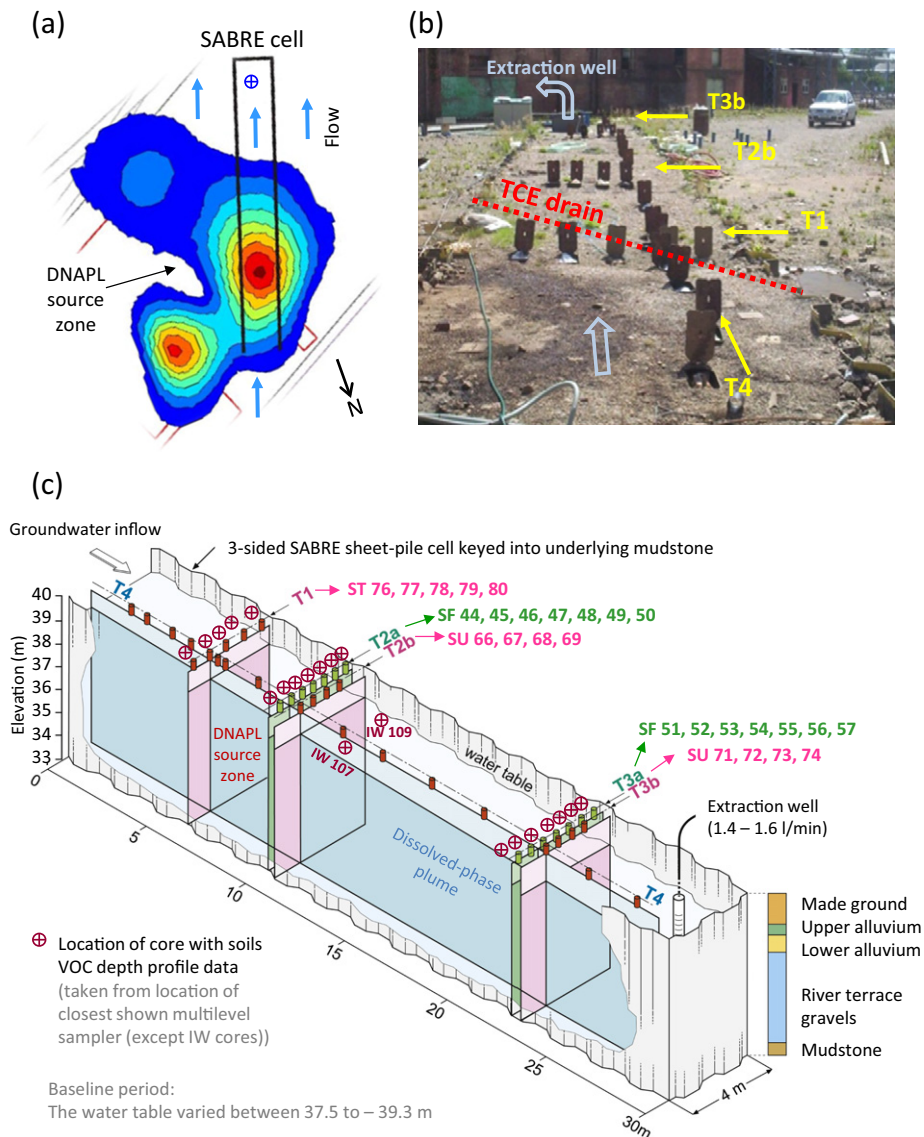 (a)
SABRE cell
Flow
DNAPL
source
zone
N
(b)
Extraction well
T3b
T2b
TCE drain
T1
T4
(c)
Groundwater inflow
3-sided SABRE sheet-pile cell keyed into underlying mudstone
T4
T1
ST 76, 77, 78, 79, 80
T2a
SF 44, 45, 46, 47, 48, 49, 50
T2b
SU 66, 67, 68, 69
Elevation (m)
40
39
38
37
36
35
34
33
DNAPL
source
zone
IW 109
IW 107
water table
SF 51, 52, 53, 54, 55, 56, 57
T3a
SU 71, 72, 73, 74
T3b
Extraction well
(1.4 – 1.6 l/min)
Dissolved-phase
plume
T4
0
5
10
15
20
25
30m
4 m
Made ground
Upper alluvium
Lower alluvium
River terrace
gravels
Mudstone
Location of core with soils
VOC depth profile data
(taken from location of
closest shown multilevel
sampler (except IW cores))
Baseline period:
The water table varied between 37.5 to – 39.3 m